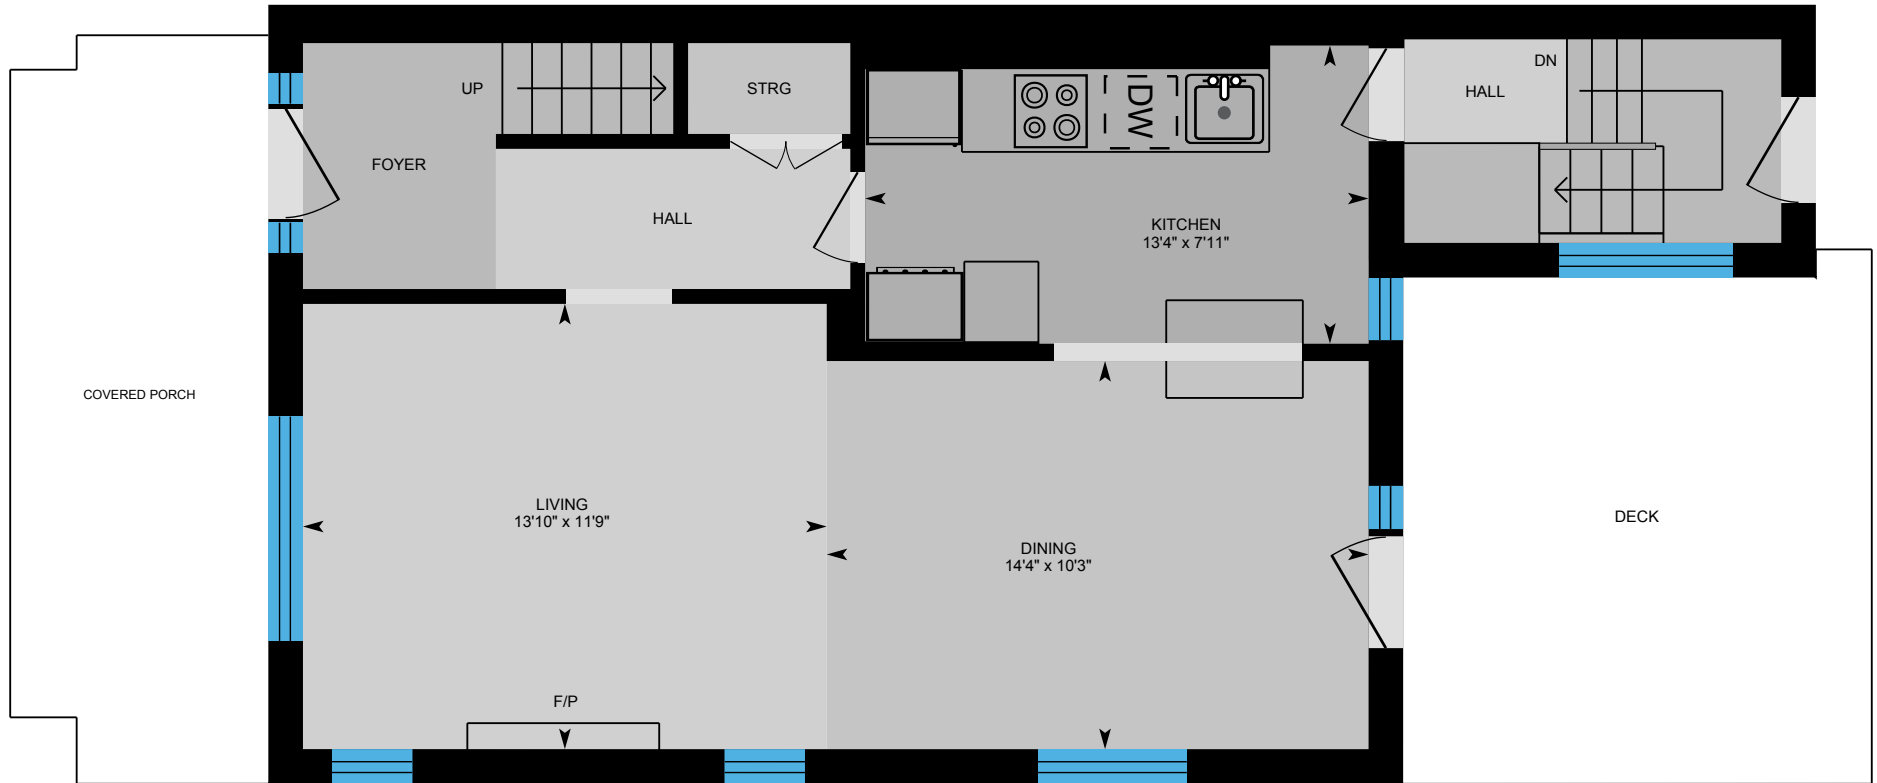 UP
STRG
DN
HALL
FOYER
HALL
DW
KITCHEN
13'4" x 7'11"
COVERED PORCH
LIVING
13'10" x 11'9"
DINING
14'4" x 10'3"
DECK
F/P